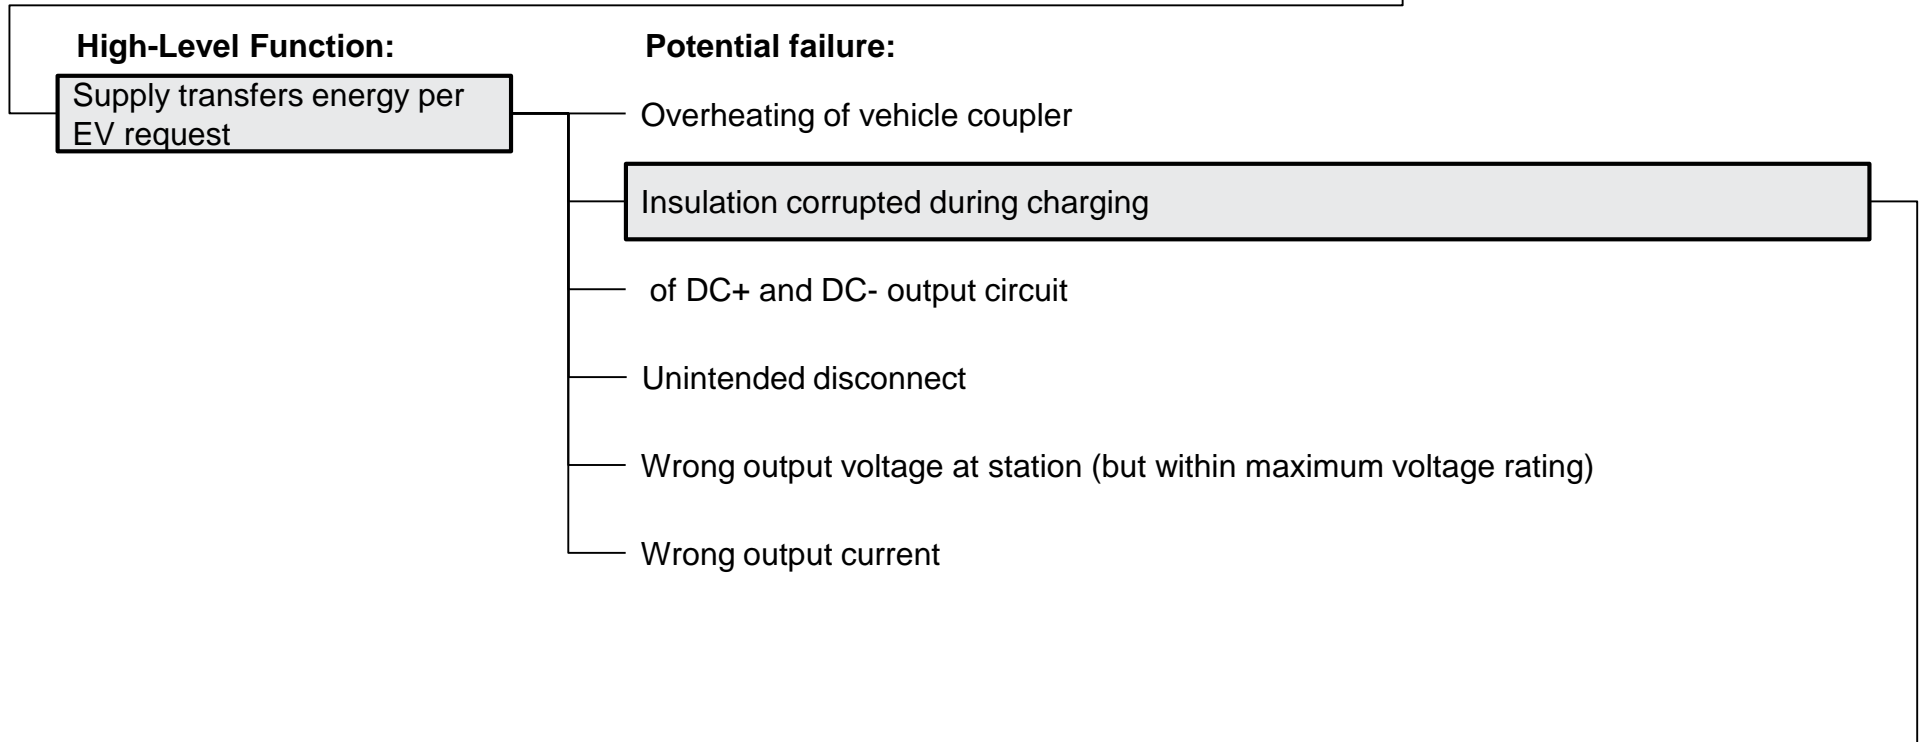 High-Level Function:
Potential failure:
Supply transfers energy per
EV request
Overheating of vehicle coupler
Insulation corrupted during charging
of DC+ and DC- output circuit
Unintended disconnect
Wrong output voltage at station (but within maximum voltage rating)
Wrong output current